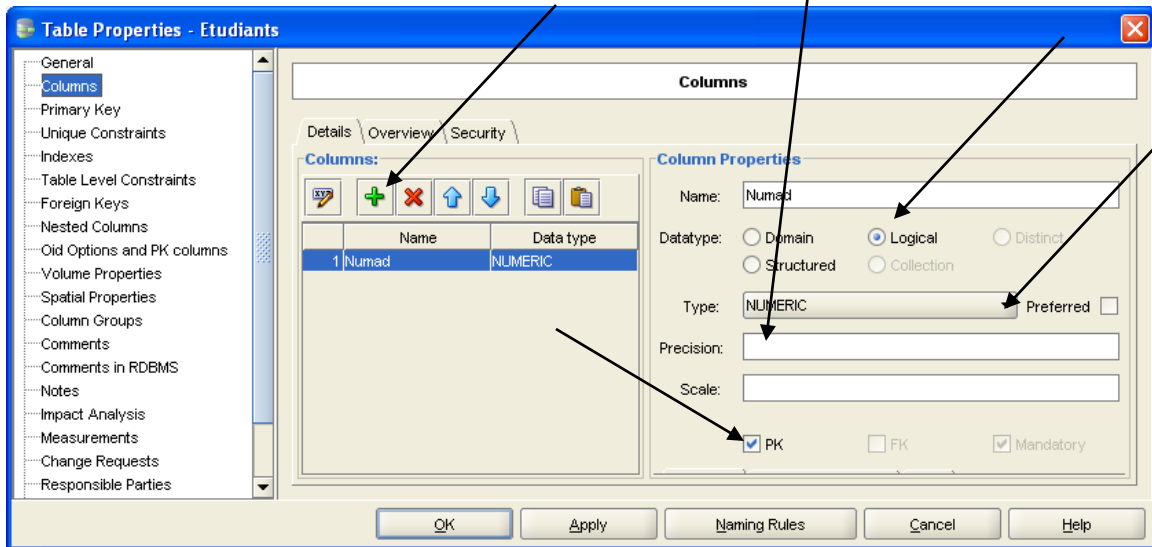 Table Properties - Etudiants
General
Columns
Primary Key
Unique Constraints
Indexes
Table Level Constraints
Foreign Keys
Nested Columns
Oid Options and PK columns
Volume Properties
Spatial Properties
Column Groups
Comments
Comments in RDBMS
Notes
Impact Analysis
Measurements
Change Requests
Responsible Parties
Columns
Details Overview Security
Columns:
Name Data type
1 Numad NUMERIC
Column Properties
Name: Numad
Datatype: Domain Logical Distinct
Structured Collection
Type: NUMERIC Preferred
Precision:
Scale:
PK FK Mandatory
OK Apply Naming Rules Cancel Help